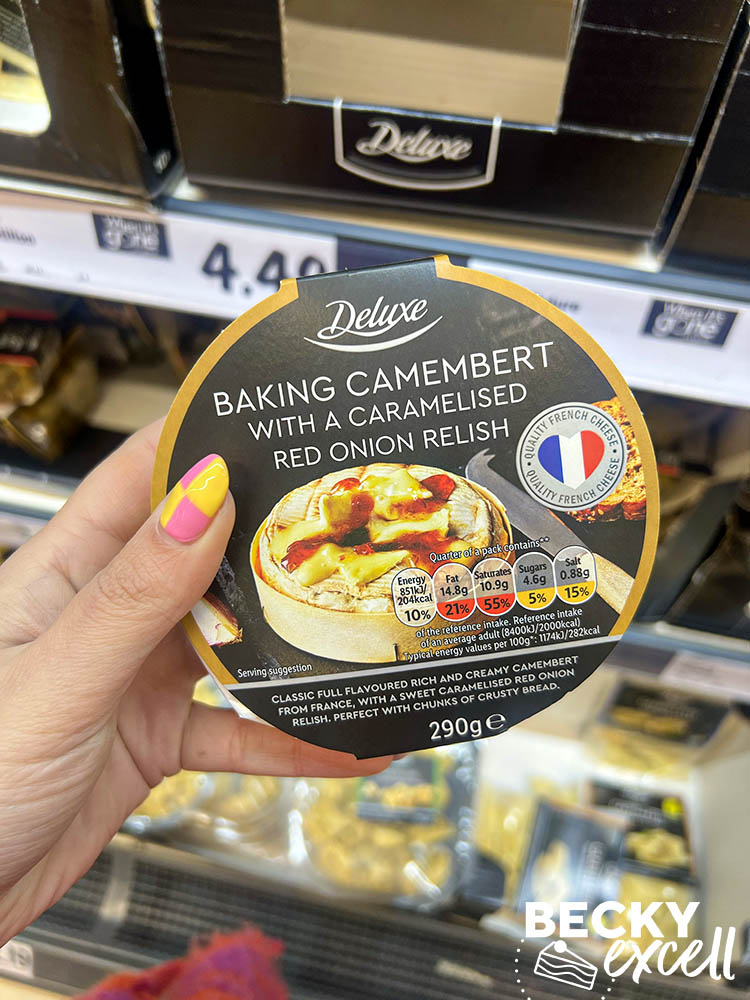 Deluxe
When it's
gone
4.49
When it's
gone
Deluxe
BAKING CAMEMBERT
WITH A CARAMELISED
RED ONION RELISH
QUALITY FRENCH CHEESE
QUALITY FRENCH CHEESE
Quarter of a pack contains**
Energy
851kJ/
204kcal
10%
Fat
14.8g
21%
Saturates
10.9g
55%
Sugars
4.6g
5%
Salt
0.88g
15%
of the reference intake. Reference intake
of an average adult (8400kJ/2000kcal)
Typical energy values per 100g*: 1174kJ/282kcal
Serving suggestion
CLASSIC FULL FLAVOURED RICH AND CREAMY CAMEMBERT
FROM FRANCE, WITH A SWEET CARAMELISED RED ONION
RELISH. PERFECT WITH CHUNKS OF CRUSTY BREAD.
290g e
BECKY
excell